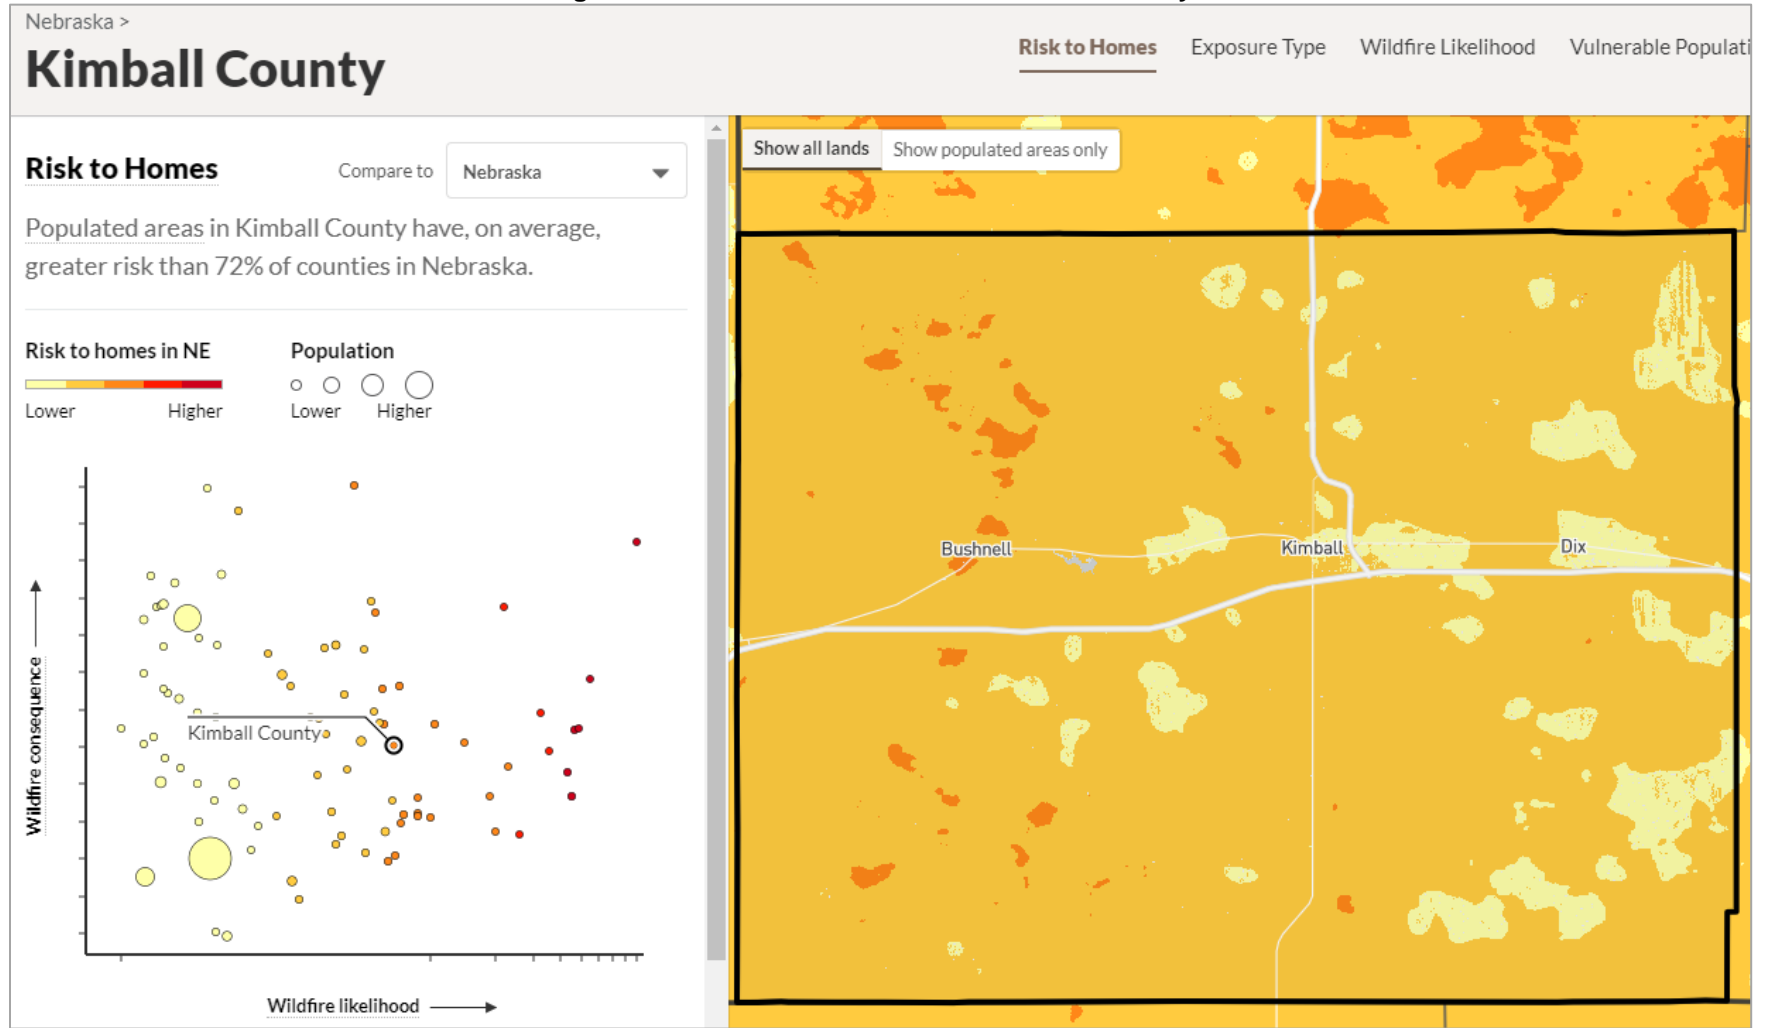 Nebraska >
Kimball County
Risk to Homes
Exposure Type
Wildfire Likelihood
Vulnerable Populati
Risk to Homes
Compare to
Nebraska
Populated areas in Kimball County have, on average,
greater risk than 72% of counties in Nebraska.
Risk to homes in NE
Lower
Higher
Population
Lower
Higher
Wildfire consequence
Kimball County
Wildfire likelihood
Show all lands
Show populated areas only
Bushnell
Kimball
Dix